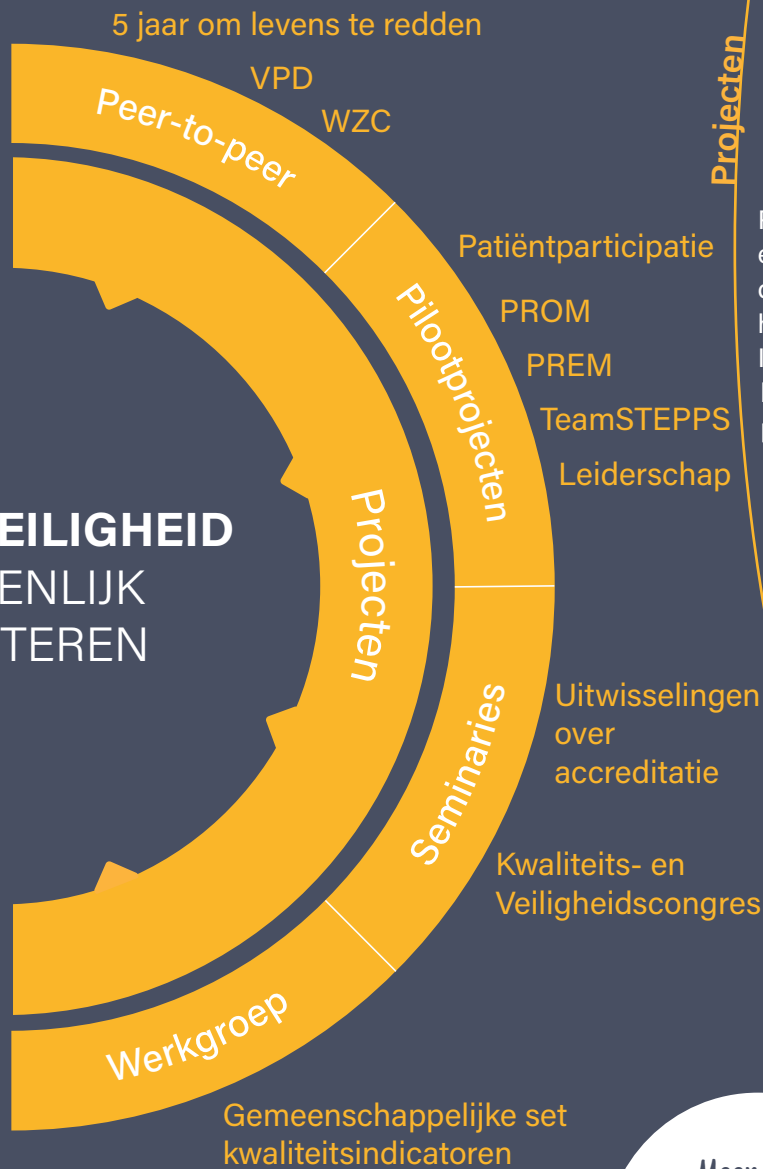 5 jaar om levens te redden
VPD
WZC
Peer-to-peer
Patiëntparticipatie
PROM
PREM
TeamSTEPPS
Leiderschap
Pilootprojecten
Projecten
EILIGHEID
ENLIJK
TEREN
Uitwisselingen
over
accreditatie
Seminaries
Kwaliteits- en
Veiligheidscongres
Werkgroep
Gemeenschappelijke set
kwaliteitsindicatoren
Projecten